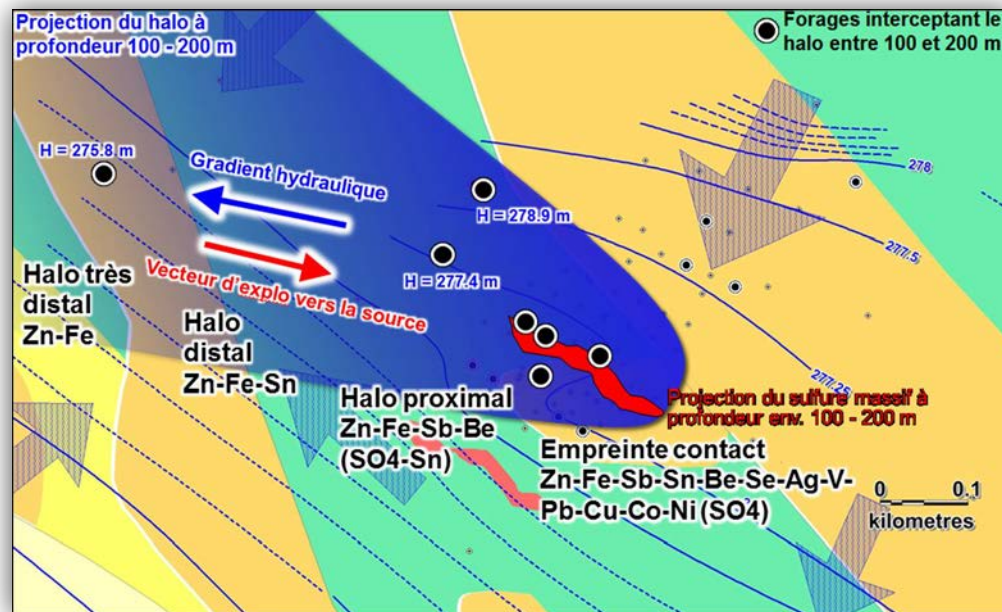 Projection du halo à
profondeur 100 - 200 m
Forages interceptant le
halo entre 100 et 200 m
H = 275.8 m
Gradient hydraulique
H = 278.9 m
278
277.5
Vecteur d'explo vers la source
H = 277.4 m
277.25
Halo très
distal
Zn-Fe
Halo
distal
Zn-Fe-Sn
Halo proximal
Zn-Fe-Sb-Be
(SO4-Sn)
Projection du sulfure massif à
profondeur env. 100 - 200 m
Empreinte contact
Zn-Fe-Sb-Sn-Be-Se-Ag-V-
Pb-Cu-Co-Ni (SO4)
0 0.1
kilometres